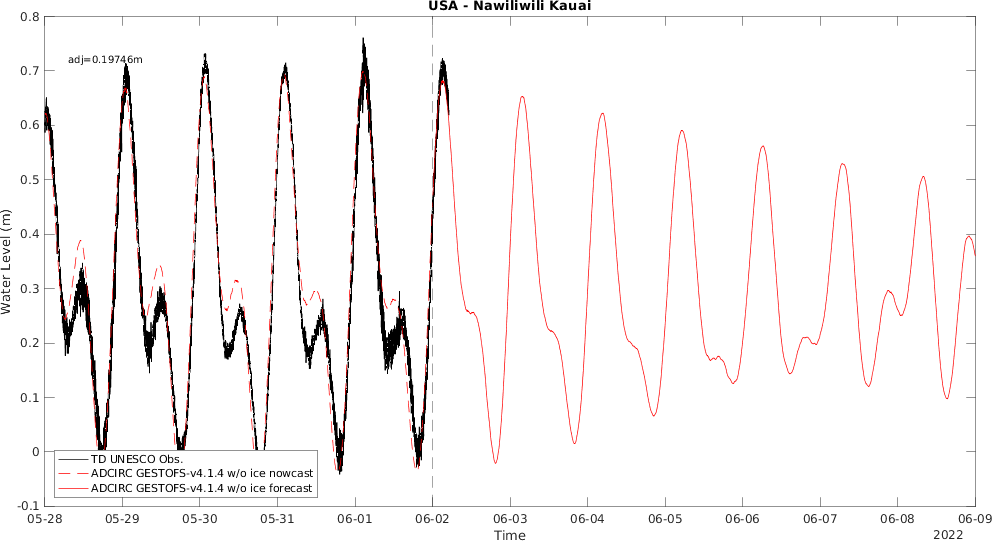 USA - Nawiliwili Kauai
0.8
0.7
0.6
0.5
0.4
0.3
0.2
0.1
0
-0.1
Water Level (m)
adj=0.19746m
TD UNESCO Obs.
ADCIRC GESTOFS-v4.1.4 w/o ice nowcast
ADCIRC GESTOFS-v4.1.4 w/o ice forecast
05-28 05-29 05-30 05-31 06-01 06-02 06-03 06-04 06-05 06-06 06-07 06-08 06-09
Time
2022